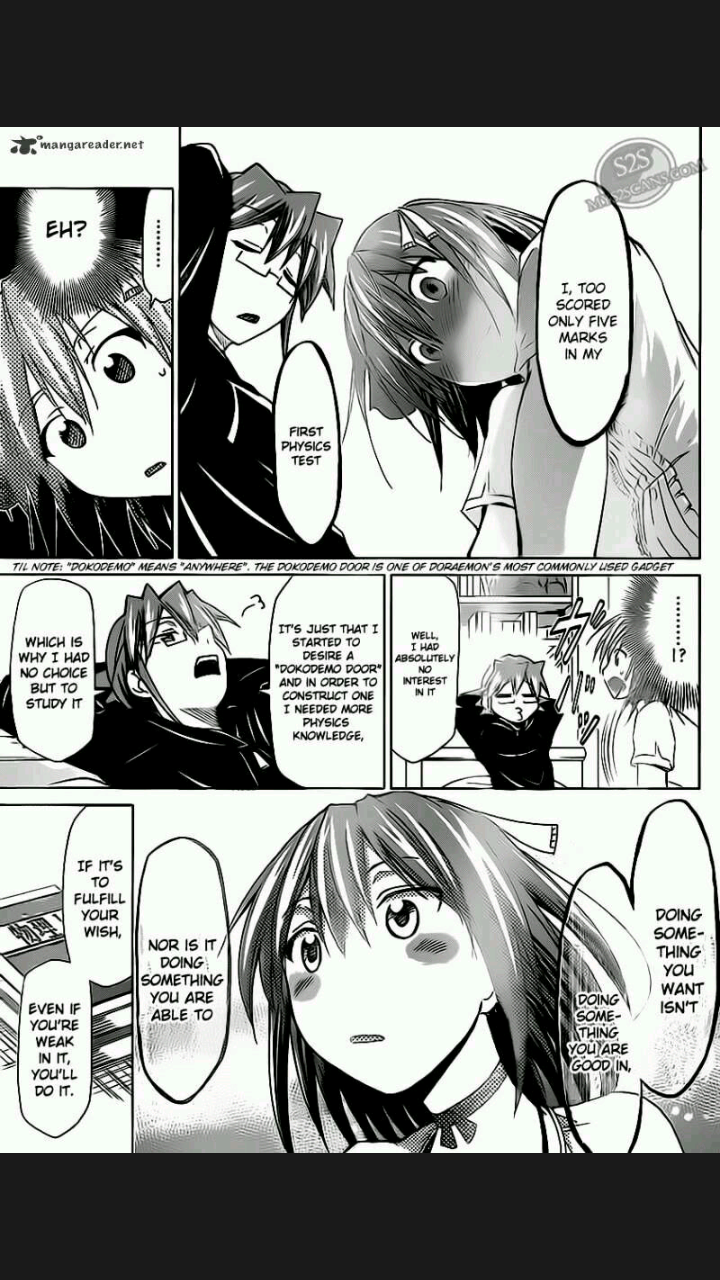 mangareader.net
S2S
I, TOO
SCORED
ONLY FIVE
MARKS
IN MY
FIRST
PHYSICS
TEST
.........
EH?
T/L NOTE: "DOKODEMO" MEANS "ANYWHERE". THE DOKODEMO DOOR IS ONE OF DORAEMON'S MOST COMMONLY USED GADGET
.........
!?
WELL,
I HAD
ABSOLUTELY
NO
INTEREST
IN IT
IT'S JUST THAT I
STARTED TO
DESIRE A
"DOKODEMO DOOR"
AND IN ORDER TO
CONSTRUCT ONE
I NEEDED MORE
PHYSICS
KNOWLEDGE,
WHICH IS
WHY I HAD
NO CHOICE
BUT TO
STUDY IT
DOING
SOME-
THING
YOU
WANT
ISN'T
DOING
SOME-
THING
YOU ARE
GOOD IN,
NOR IS IT
DOING
SOMETHING
YOU ARE
ABLE TO
IF IT'S
TO
FULFILL
YOUR
WISH,
EVEN IF
YOU'RE
WEAK
IN IT,
YOU'LL
DO IT.